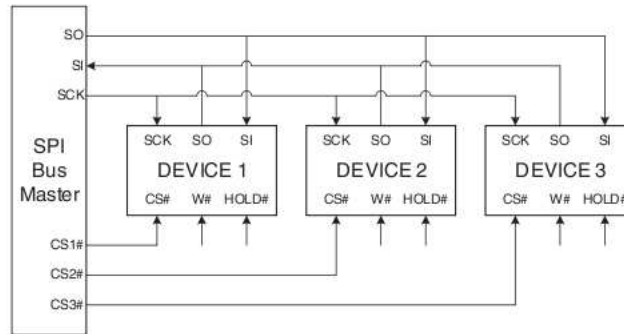 SO
SI
SCK
SPI
Bus
Master
CS1#
CS2#
CS3#
SCK SO SI
DEVICE 1
CS# W# HOLD#
SCK SO SI
DEVICE 2
CS# W# HOLD#
SCK SO SI
DEVICE 3
CS# W# HOLD#